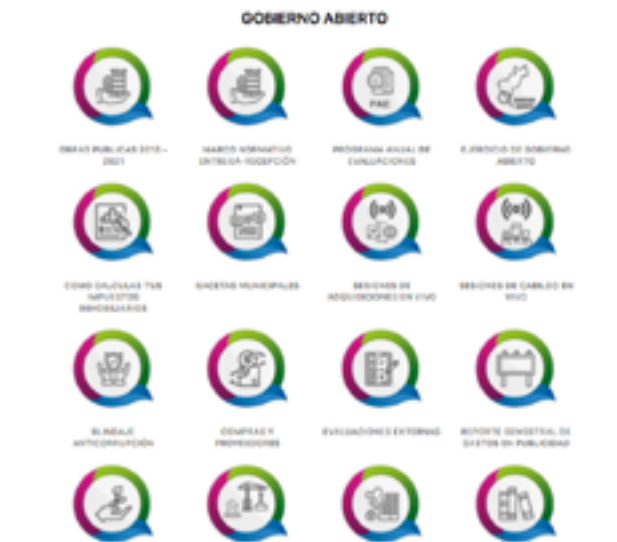 GOBIERNO ABIERTO
OBRAS PUBLICAS 2018 -
2021
MARCO NORMATIVO
ENTREGA-RECEPCIÓN
PAE
PROGRAMA ANUAL DE
EVALUACIONES
EJERCICIO DE GOBIERNO
ABIERTO
COMO CALCULAS TUS
IMPUESTOS
INMOBILIARIOS
GACETAS MUNICIPALES
SESIONES DE
ADQUISICIONES EN VIVO
SESIONES DE CABILDO EN
VIVO
BLINDAJE
ANTICORRUPCIÓN
COMPRAS Y
PROVEEDORES
EVALUACIONES EXTERNAS
REPORTE SEMESTRAL DE
GASTOS EN PUBLICIDAD